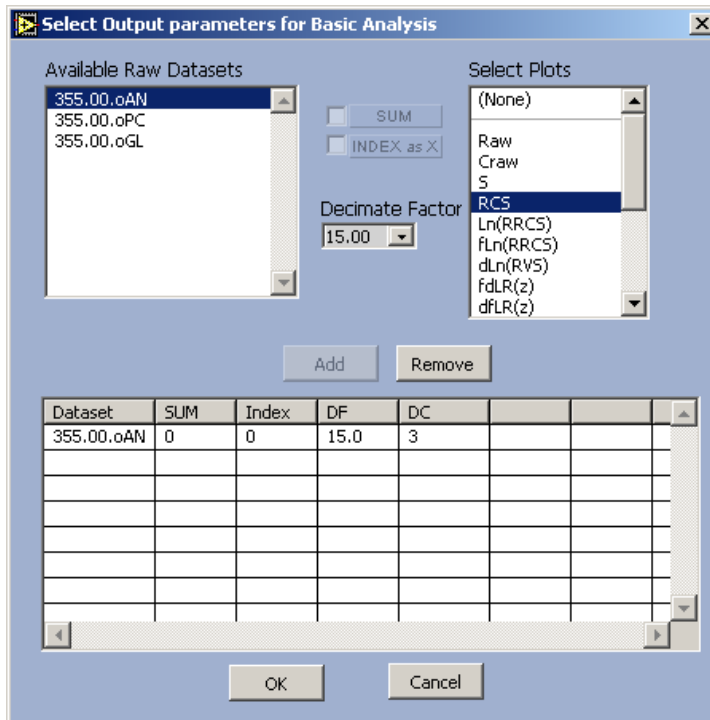 Select Output parameters for Basic Analysis
Available Raw Datasets
355.00.oAN
355.00.oPC
355.00.oGL
SUM
INDEX as X
Decimate Factor
15.00
Select Plots
(None)
Raw
Craw
S
RCS
Ln(RRCS)
fLn(RRCS)
dLn(RVS)
fdLR(z)
dfLR(z)
Add
Remove
Dataset SUM Index DF DC
355.00.oAN 0 0 15.0 3
OK
Cancel